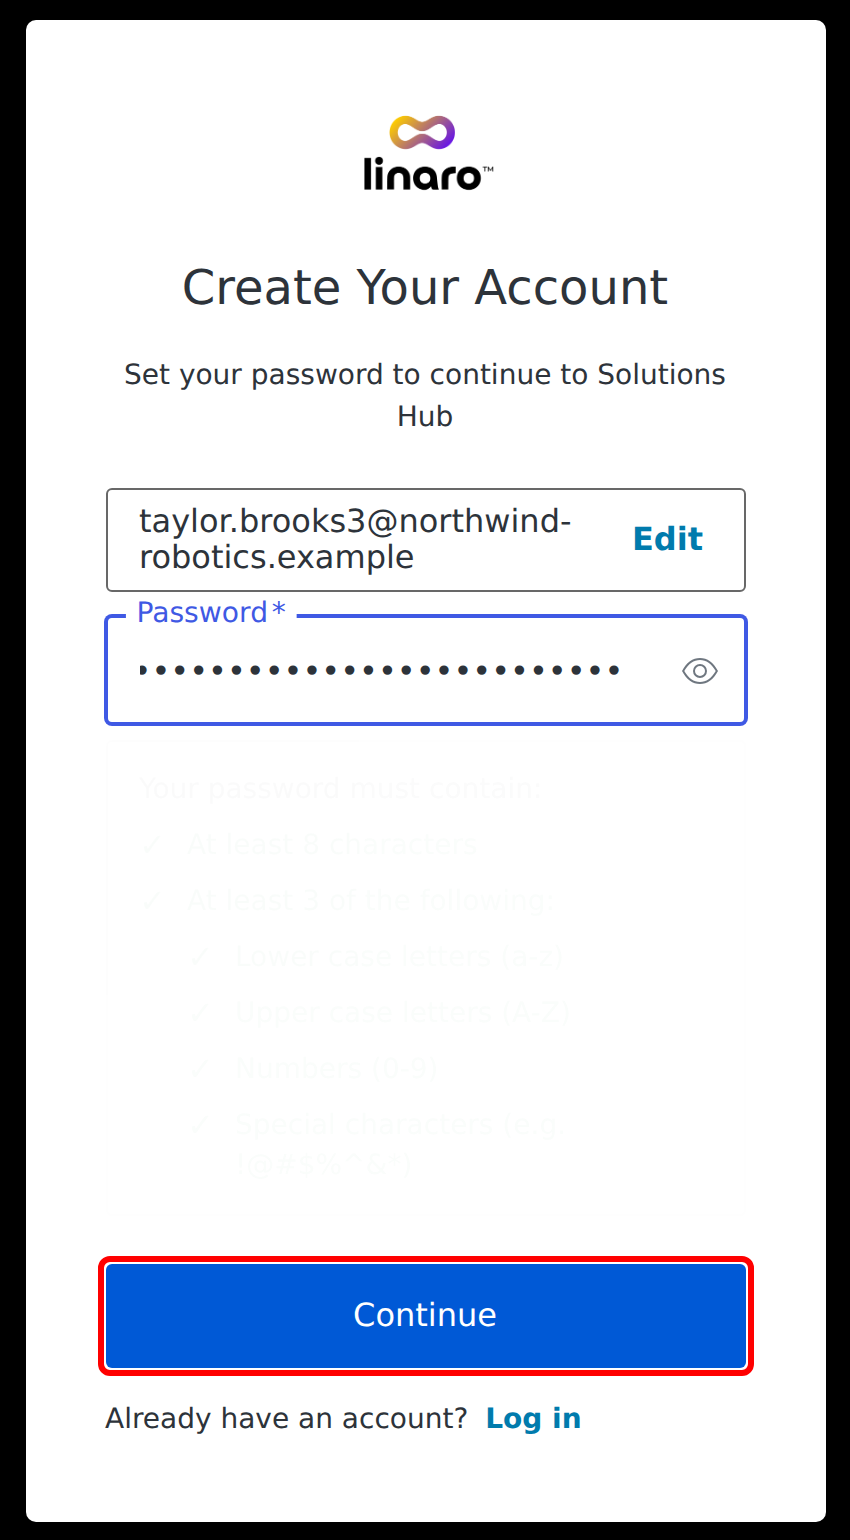 linaro™
Create Your Account
Set your password to continue to Solutions
Hub
taylor.brooks3@northwind-
robotics.example
Edit
Password*
••••••••••••••••••••••••••
Your password must contain:
✓ At least 8 characters
✓ At least 3 of the following:
✓ Lower case letters (a-z)
✓ Upper case letters (A-Z)
✓ Numbers (0-9)
✓ Special characters (e.g.
!@#$%^&*)
Continue
Already have an account? Log in